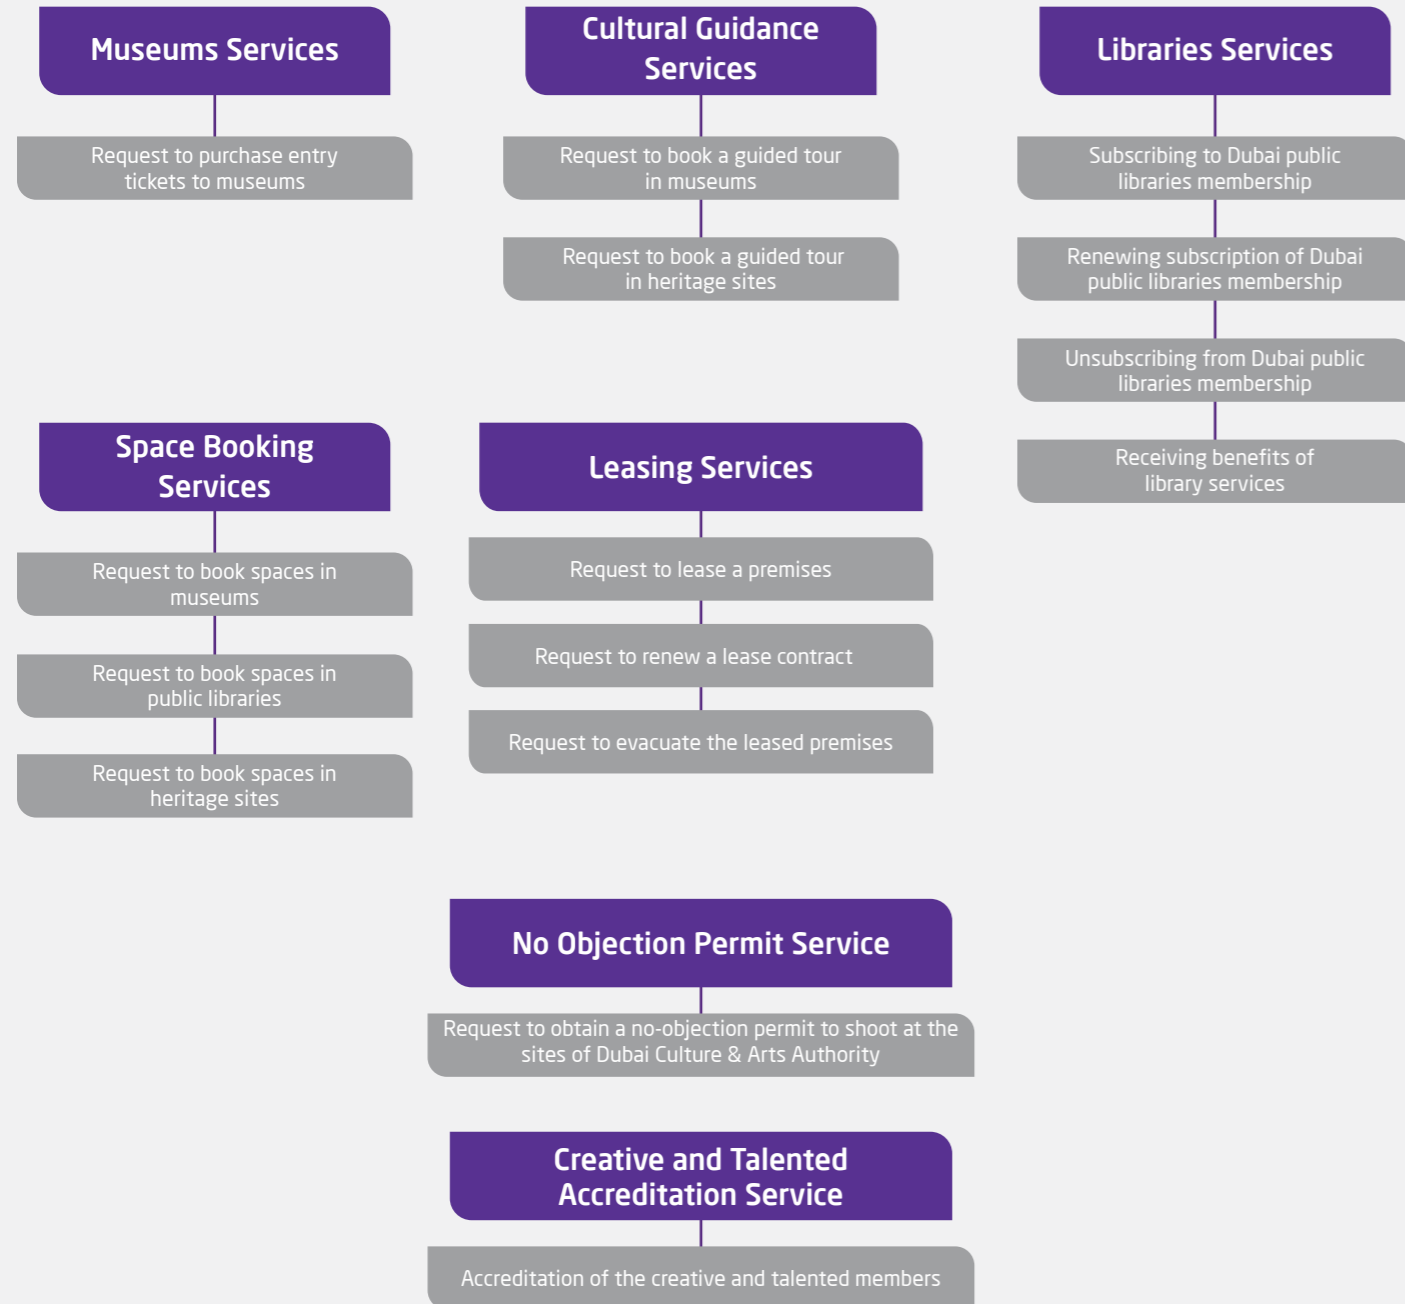 Museums Services
Request to purchase entry
tickets to museums
Cultural Guidance
Services
Request to book a guided tour
in museums
Request to book a guided tour
in heritage sites
Libraries Services
Subscribing to Dubai public
libraries membership
Renewing subscription of Dubai
public libraries membership
Unsubscribing from Dubai public
libraries membership
Receiving benefits of
library services
Space Booking
Services
Request to book spaces in
museums
Request to book spaces in
public libraries
Request to book spaces in
heritage sites
Leasing Services
Request to lease a premises
Request to renew a lease contract
Request to evacuate the leased premises
No Objection Permit Service
Request to obtain a no-objection permit to shoot at the
sites of Dubai Culture & Arts Authority
Creative and Talented
Accreditation Service
Accreditation of the creative and talented members